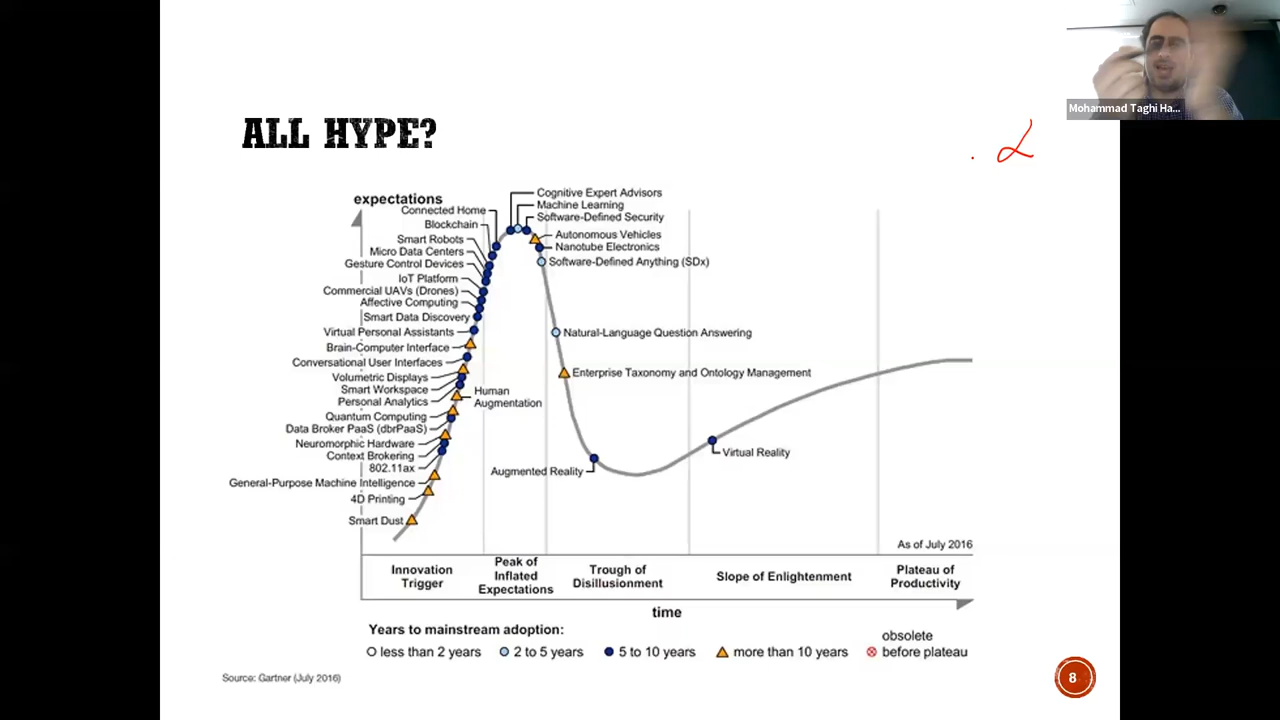 Mohammad Taghi Ha...
ALL HYPE?
expectations
Connected Home
Blockchain
Smart Robots
Micro Data Centers
Gesture Control Devices
IoT Platform
Commercial UAVs (Drones)
Affective Computing
Smart Data Discovery
Virtual Personal Assistants
Brain-Computer Interface
Conversational User Interfaces
Volumetric Displays
Smart Workspace
Personal Analytics
Quantum Computing
Data Broker PaaS (dbrPaaS)
Neuromorphic Hardware
Context Brokering
802.11ax
General-Purpose Machine Intelligence
4D Printing
Smart Dust
Human
Augmentation
Cognitive Expert Advisors
Machine Learning
Software-Defined Security
Autonomous Vehicles
Nanotube Electronics
Software-Defined Anything (SDx)
Natural-Language Question Answering
Enterprise Taxonomy and Ontology Management
Augmented Reality
Virtual Reality
As of July 2016
Innovation
Trigger
Peak of
Inflated
Expectations
Trough of
Disillusionment
Slope of Enlightenment
Plateau of
Productivity
time
Years to mainstream adoption:
less than 2 years
2 to 5 years
5 to 10 years
more than 10 years
obsolete
before plateau
Source: Gartner (July 2016)
8